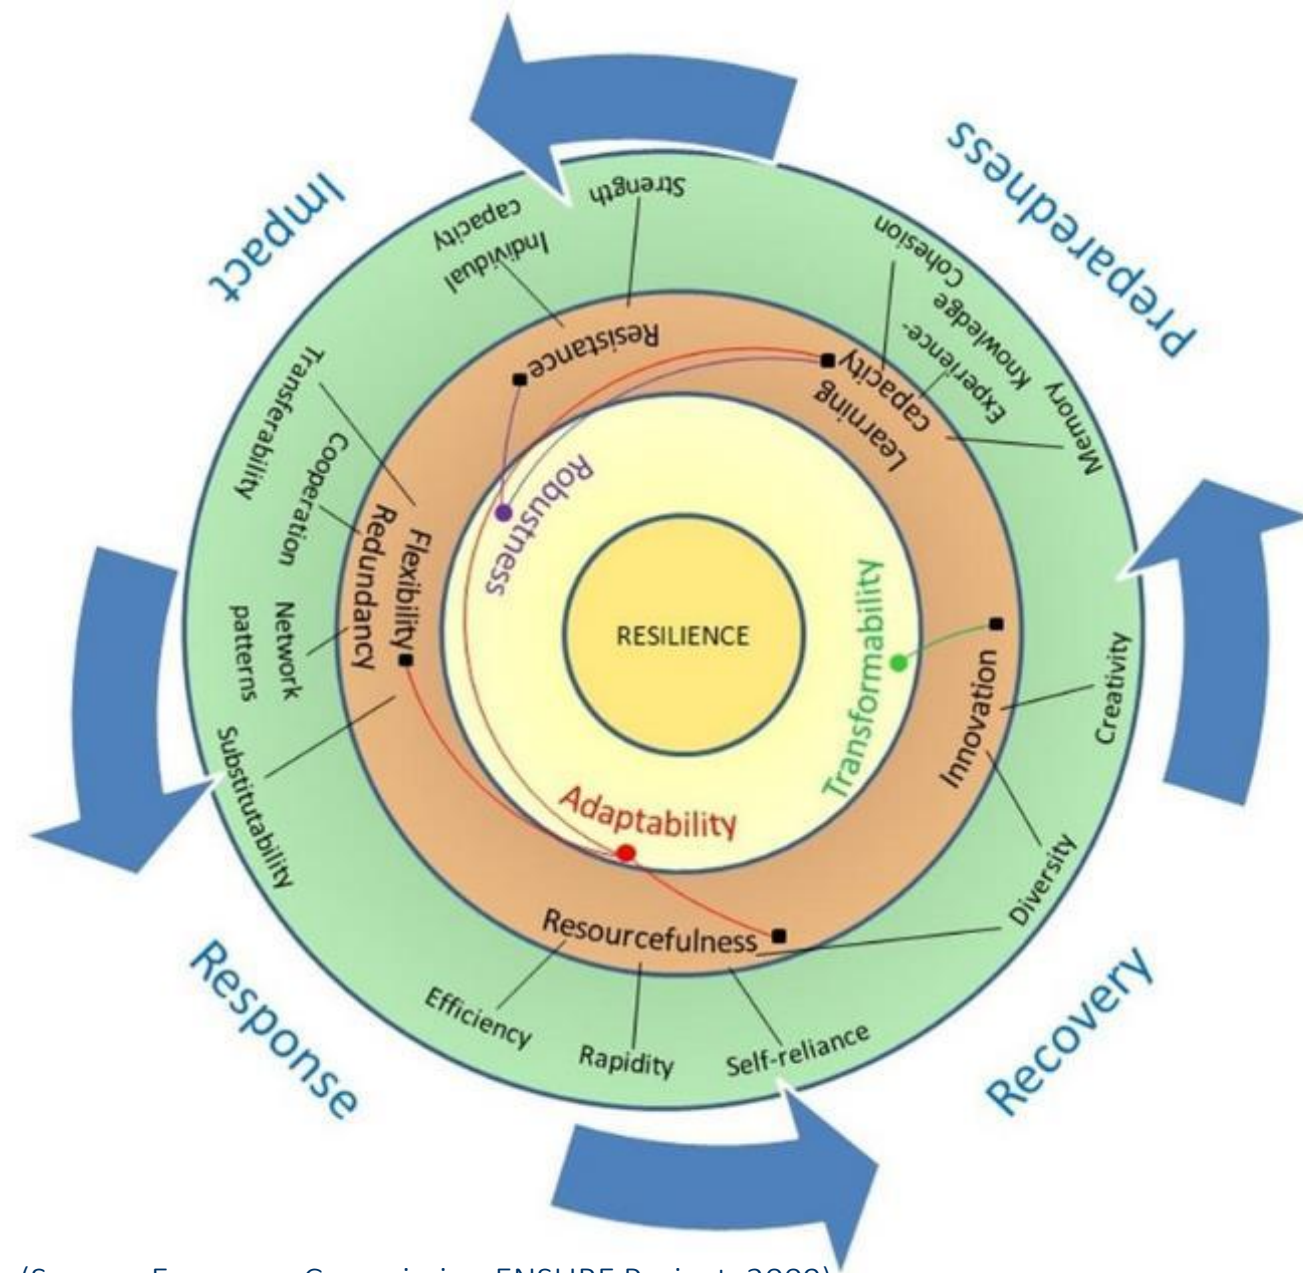 Preparedness
Impact
Response
Recovery
Strength
Individual
capacity
Transferability
Cooperation
Network
patterns
Substitutability
Efficiency
Rapidity
Self-reliance
Diversity
Creativity
Memory
Experience-
Knowledge
Cohesion
Resistance
Flexibility
Redundancy
Resourcefulness
Innovation
Learning
capacity
Robustness
Adaptability
Transformability
RESILIENCE